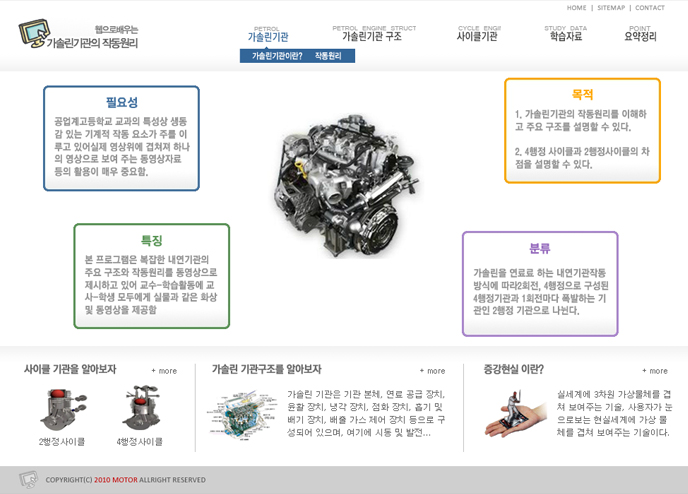 HOME | SITEMAP | CONTACT
웹으로배우는
가솔린기관의 작동원리
PETROL
가솔린기관
PETROL ENGINE STRUCT
가솔린기관 구조
CYCLE ENGI!
사이클기관
STUDY DATA
학습자료
POINT
요약정리
가솔린기관이란? 작동원리
필요성
공업계고등학교 교과의 특성상 생동
감 있는 기계적 작동 요소가 주를 이
루고 있어실제 영상위에 겹쳐져 하나
의 영상으로 보여 주는 동영상자료
등의 활용이 매우 중요함.
목적
1. 가솔린기관의 작동원리를 이해하
고 주요 구조를 설명할 수 있다.
2. 4행정 사이클과 2행정사이클의 차
점을 설명할 수 있다.
특징
본 프로그램은 복잡한 내연기관의
주요 구조와 작동원리를 동영상으로
제시하고 있어 교수-학습활동에 교
사-학생 모두에게 실물과 같은 화상
및 동영상을 제공함
분류
가솔린을 연료로 하는 내연기관작동
방식에 따라2회전, 4행정으로 구성된
4행정기관과 1회전마다 폭발하는 기
관인 2행정 기관으로 나뉜다.
사이클 기관을 알아보자 + more
2행정사이클 4행정사이클
가솔린 기관구조를 알아보자 + more
가솔린 기관은 기관 본체, 연료 공급 장치,
윤활 장치, 냉각 장치, 점화 장치, 흡기 및
배기 장치, 배출 가스 제어 장치 등으로 구
성되어 있으며, 여기에 시동 및 발전...
증강현실 이란? + more
실세계에 3차원 가상물체를 겹
쳐 보여주는 기술, 사용자가 눈
으로보는 현실세계에 가상 물
체를 겹쳐 보여주는 기술이다.
COPYRIGHT(C) 2010 MOTOR ALLRIGHT RESERVED